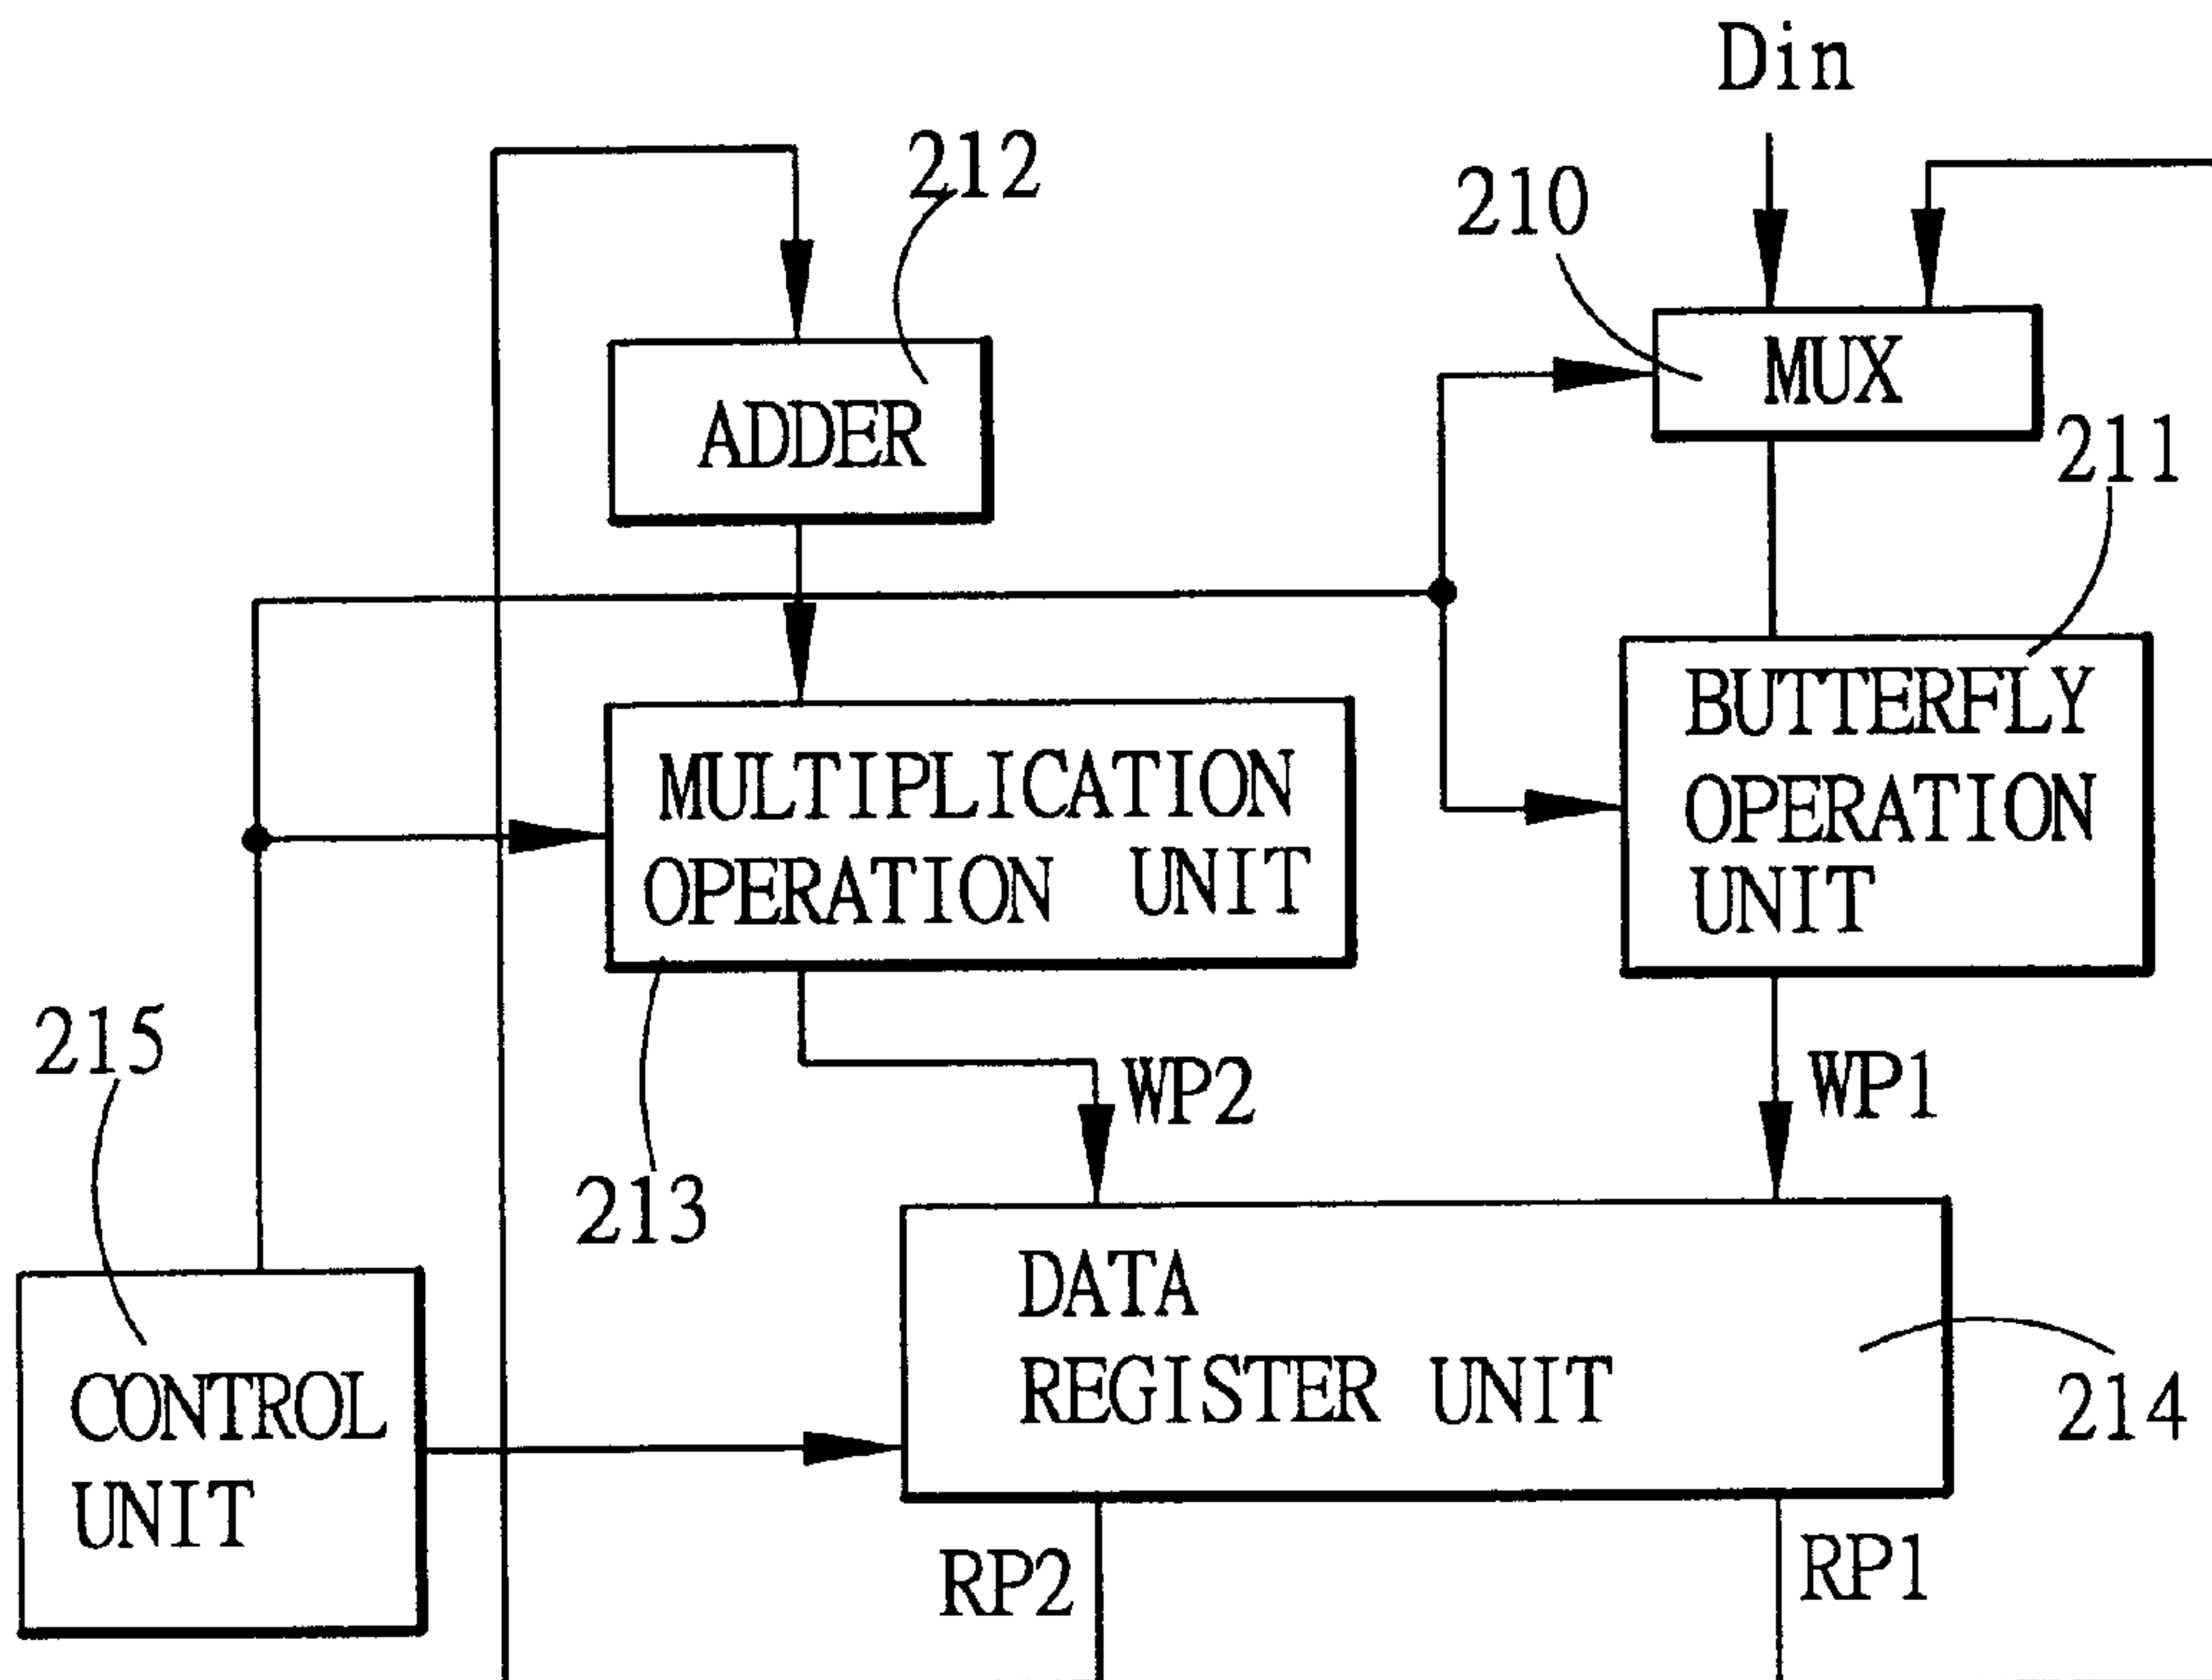 Din
212
210
ADDER
MUX
211
BUTTERFLY
OPERATION
UNIT
MULTIPLICATION
OPERATION UNIT
215
213
WP2
WP1
DATA
REGISTER UNIT
214
CONTROL
UNIT
RP2
RP1